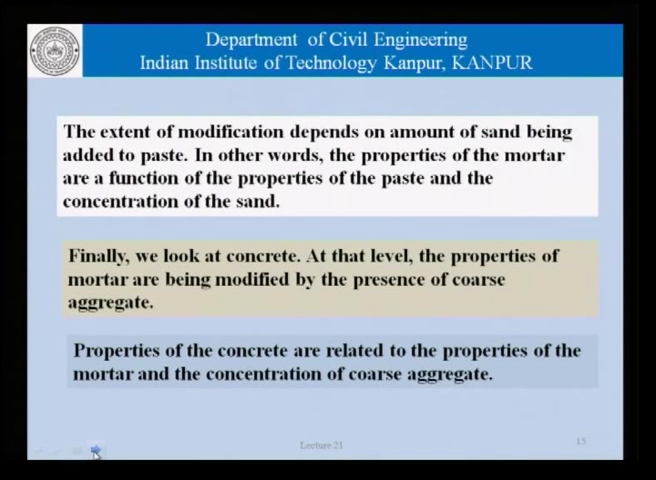 Department of Civil Engineering
Indian Institute of Technology Kanpur, KANPUR
The extent of modification depends on amount of sand being
added to paste. In other words, the properties of the mortar
are a function of the properties of the paste and the
concentration of the sand.
Finally, we look at concrete. At that level, the properties of
mortar are being modified by the presence of coarse
aggregate.
Properties of the concrete are related to the properties of the
mortar and the concentration of coarse aggregate.
Lecture 21
15